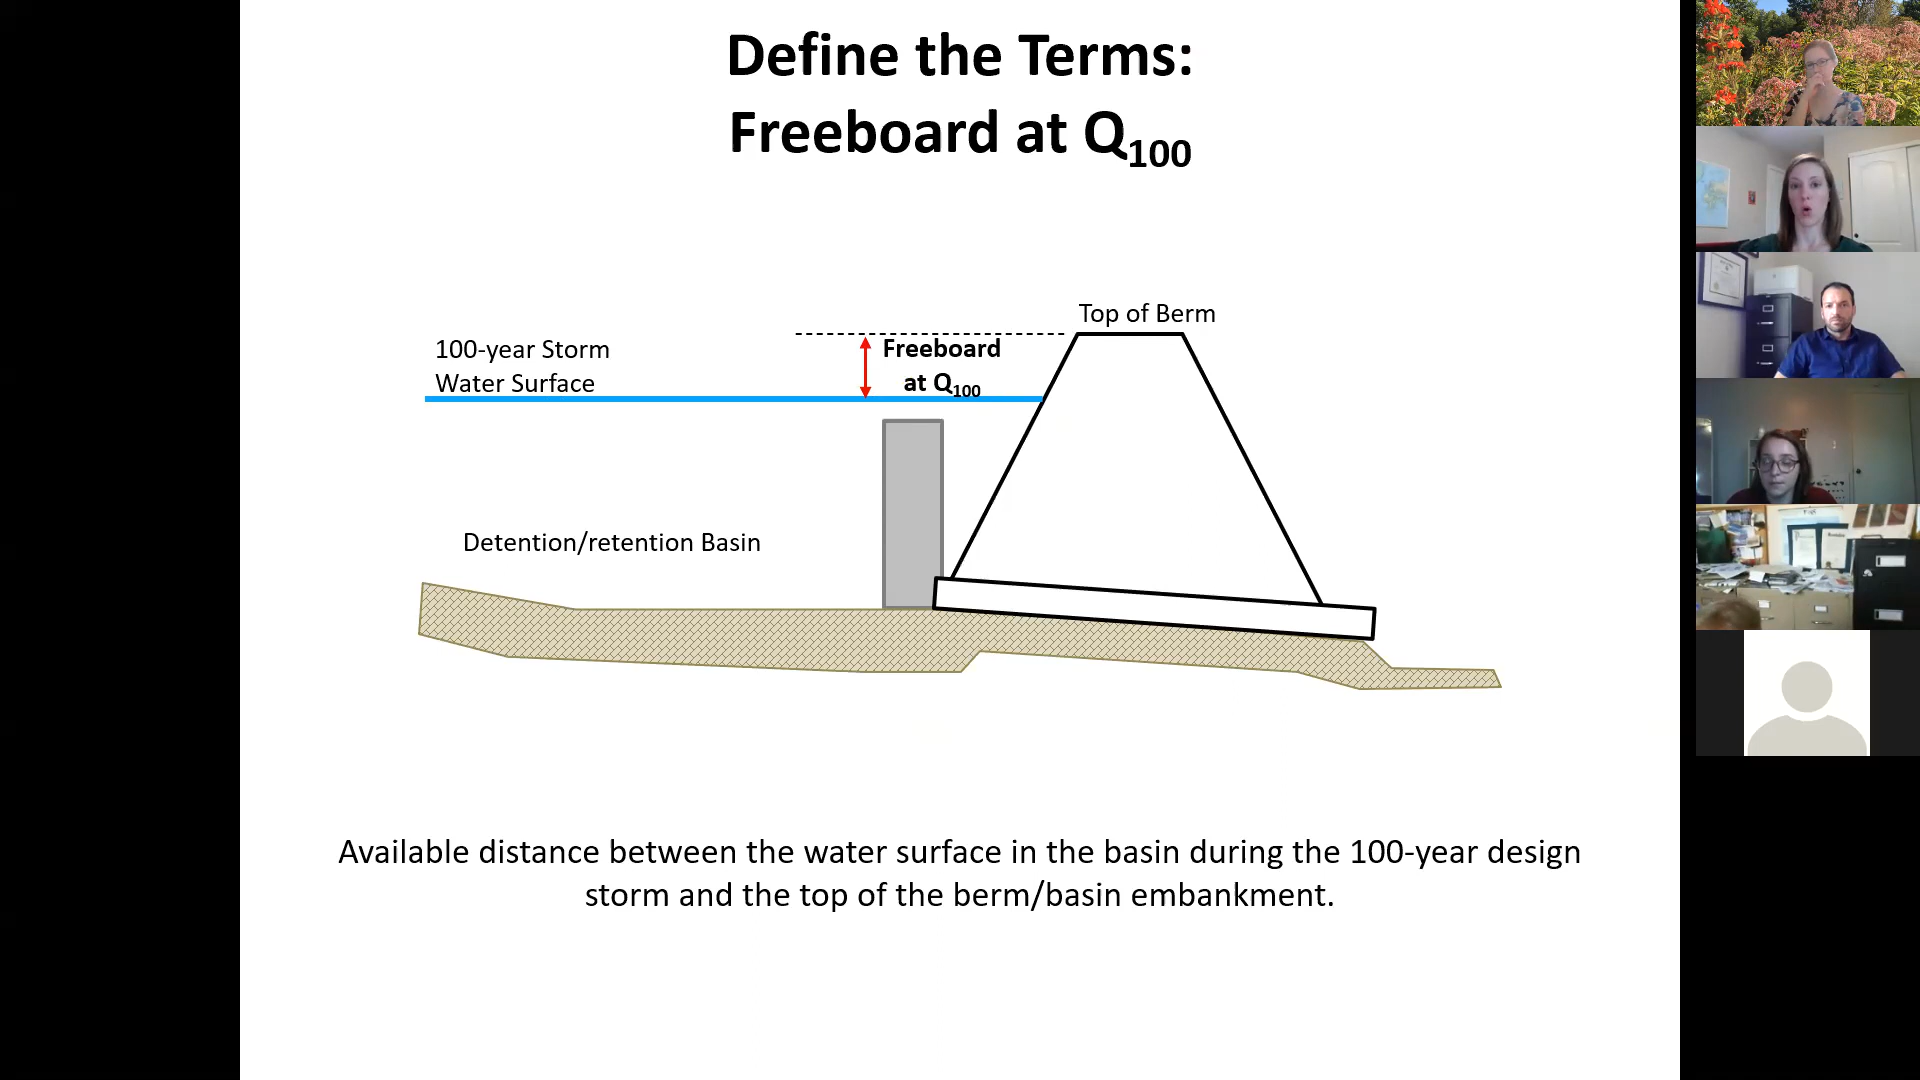 Define the Terms:
Freeboard at Q100
Top of Berm
100-year Storm
Water Surface
Freeboard
at Q100
Detention/retention Basin
Available distance between the water surface in the basin during the 100-year design
storm and the top of the berm/basin embankment.